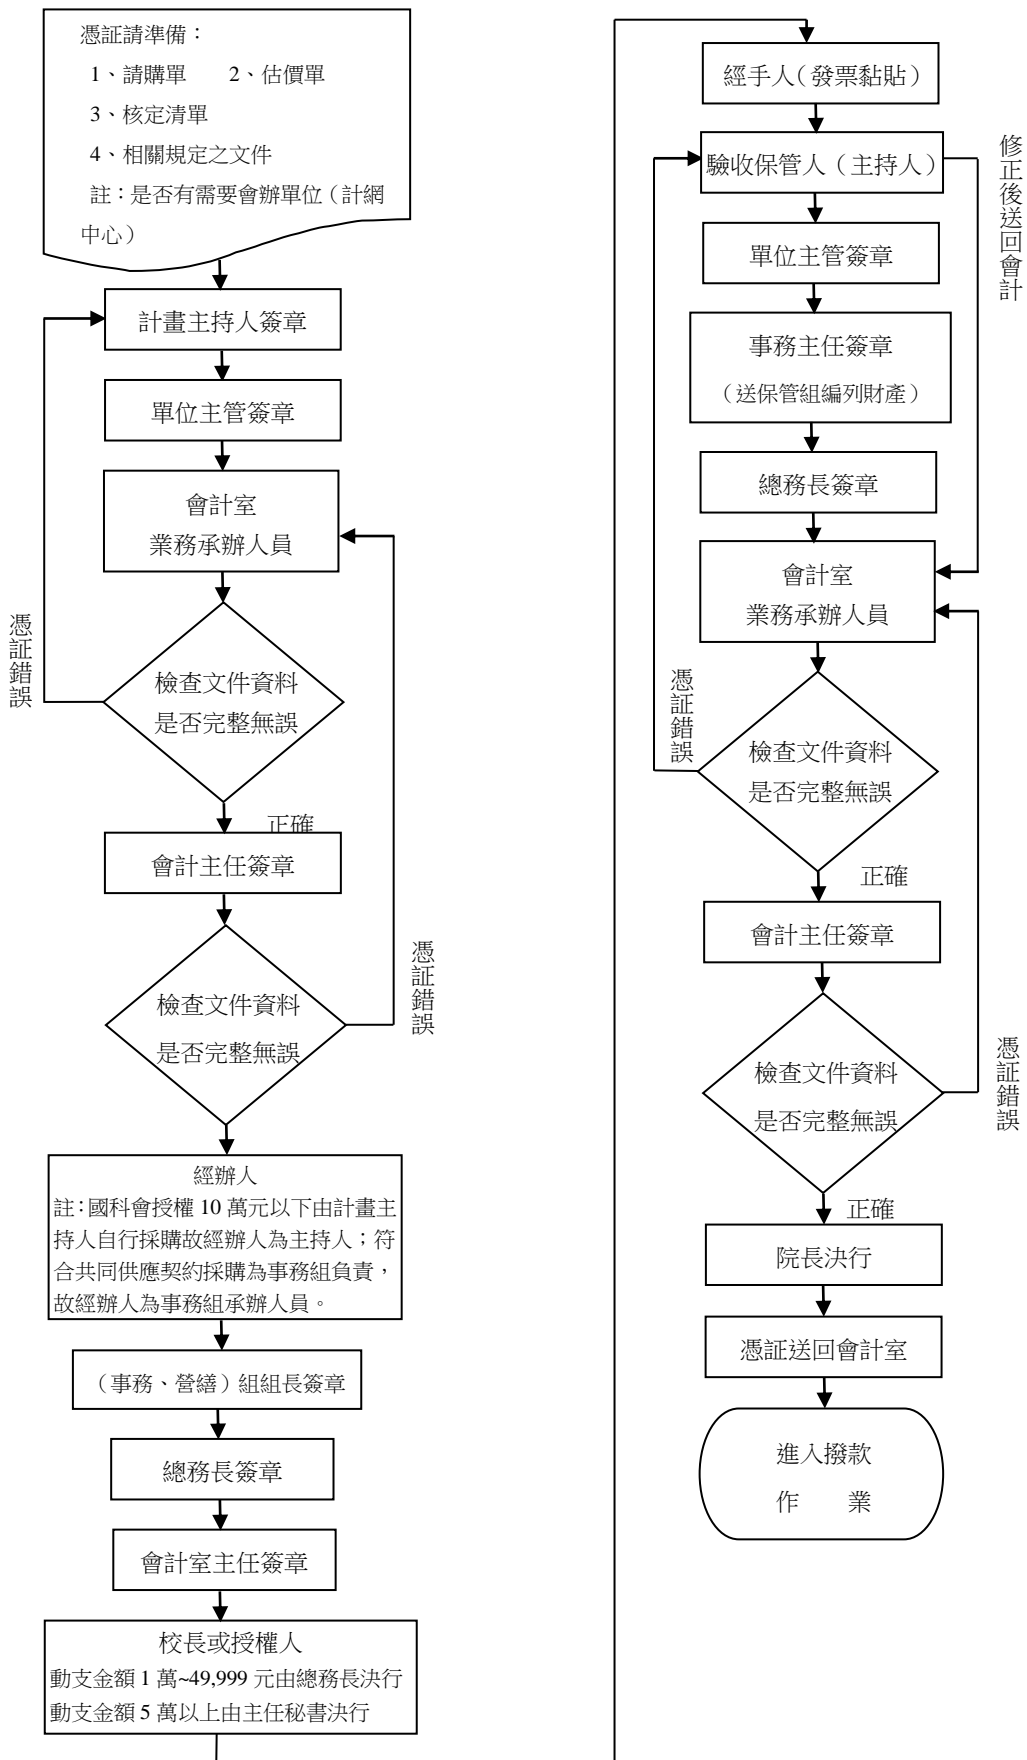 憑証請準備：
1、請購單 2、估價單
3、核定清單
4、相關規定之文件
註：是否有需要會辦單位（計網
中心）
計畫主持人簽章
單位主管簽章
會計室
業務承辦人員
憑証錯誤
檢查文件資料
是否完整無誤
正確
會計主任簽章
憑証錯誤
檢查文件資料
是否完整無誤
經辦人
註：國科會授權 10 萬元以下由計畫主
持人自行採購故經辦人為主持人；符
合共同供應契約採購為事務組負責，
故經辦人為事務組承辦人員。
（事務、營繕）組組長簽章
總務長簽章
會計室主任簽章
校長或授權人
動支金額 1 萬~49,999 元由總務長決行
動支金額 5 萬以上由主任秘書決行
經手人（發票黏貼）
驗收保管人（主持人）
修正後送回會計
單位主管簽章
事務主任簽章
（送保管組編列財產）
總務長簽章
會計室
業務承辦人員
憑証錯誤
檢查文件資料
是否完整無誤
正確
會計主任簽章
憑証錯誤
檢查文件資料
是否完整無誤
正確
院長決行
憑証送回會計室
進入撥款
作 業